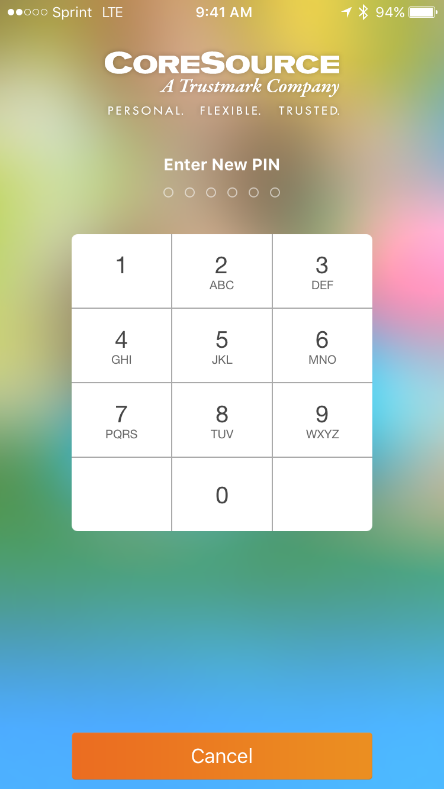 Sprint LTE 9:41 AM 94%
CORESOURCE
A Trustmark Company
PERSONAL. FLEXIBLE. TRUSTED.
Enter New PIN
1 2 3
ABC DEF
4 5 6
GHI JKL MNO
7 8 9
PQRS TUV WXYZ
0
Cancel